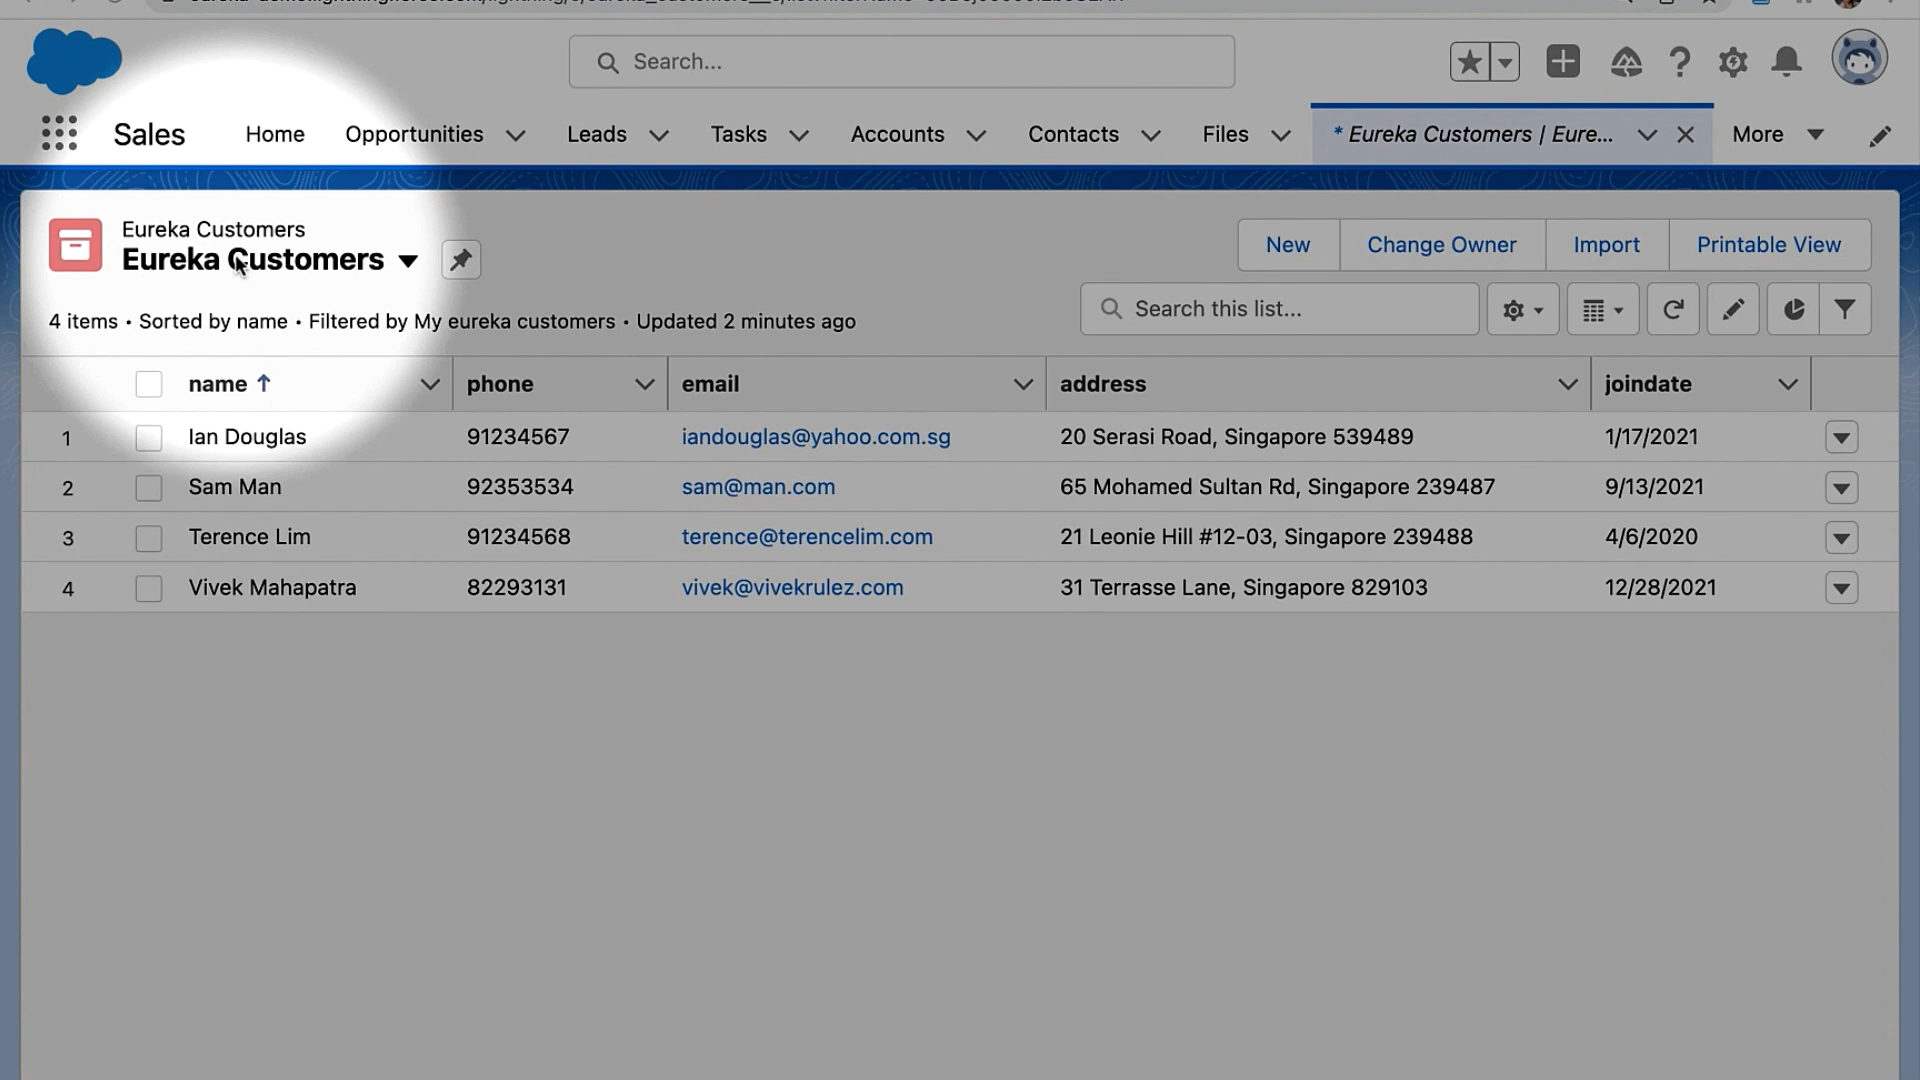 Search...
Sales Home Opportunities Leads Tasks Accounts Contacts Files * Eureka Customers | Eure... More
Eureka Customers
Eureka Customers
New Change Owner Import Printable View
4 items • Sorted by name • Filtered by My eureka customers • Updated 2 minutes ago
Search this list...
name phone email address joindate
1 Ian Douglas 91234567 iandouglas@yahoo.com.sg 20 Serasi Road, Singapore 539489 1/17/2021
2 Sam Man 92353534 sam@man.com 65 Mohamed Sultan Rd, Singapore 239487 9/13/2021
3 Terence Lim 91234568 terence@terencelim.com 21 Leonie Hill #12-03, Singapore 239488 4/6/2020
4 Vivek Mahapatra 82293131 vivek@vivekrulez.com 31 Terrasse Lane, Singapore 829103 12/28/2021